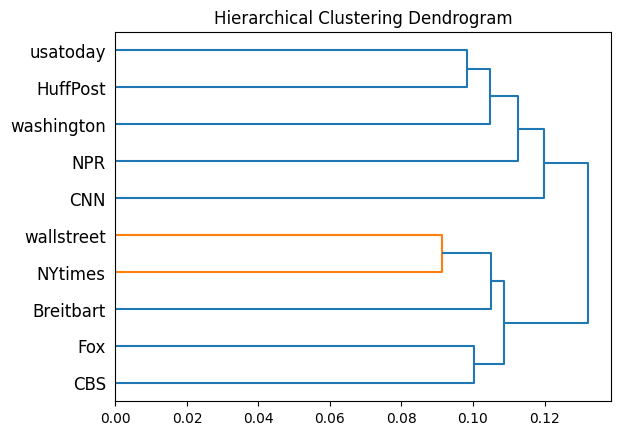 Hierarchical Clustering Dendrogram
usatoday
HuffPost
washington
NPR
CNN
wallstreet
NYtimes
Breitbart
Fox
CBS
0.00 0.02 0.04 0.06 0.08 0.10 0.12